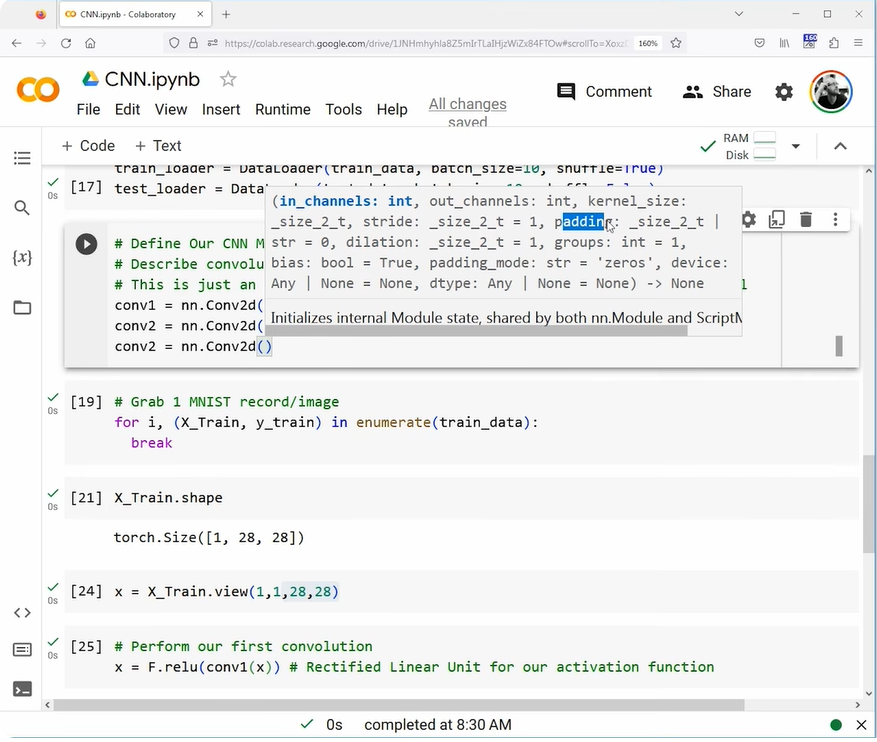 CNN.ipynb - Colaboratory
https://colab.research.google.com/drive/1JNHmhyhla8Z5mIrTLaIHjzWiZx84FTOw#scrollTo=
160%
CNN.ipynb
Comment
Share
File Edit View Insert Runtime Tools Help
All changes
saved
+ Code + Text
RAM
Disk
train_loader = DataLoader(train_data, batch_size=10, shuffle=True)
[17] test_loader =
0s
(in_channels: int, out_channels: int, kernel_size:
_size_2_t, stride: _size_2_t = 1, padding: _size_2_t |
str = 0, dilation: _size_2_t = 1, groups: int = 1,
bias: bool = True, padding_mode: str = 'zeros', device:
Any | None = None, dtype: Any | None = None) -> None
Initializes internal Module state, shared by both nn.Module and ScriptM
# Define Our CNN M
# Describe convolu
# This is just an
conv1 = nn.Conv2d(
conv2 = nn.Conv2d(
conv2 = nn.Conv2d()
[19] # Grab 1 MNIST record/image
0s
for i, (X_Train, y_train) in enumerate(train_data):
break
[21] X_Train.shape
0s
torch.Size([1, 28, 28])
[24] x = X_Train.view(1,1,28,28)
0s
[25] # Perform our first convolution
0s
x = F.relu(conv1(x)) # Rectified Linear Unit for our activation function
0s completed at 8:30 AM